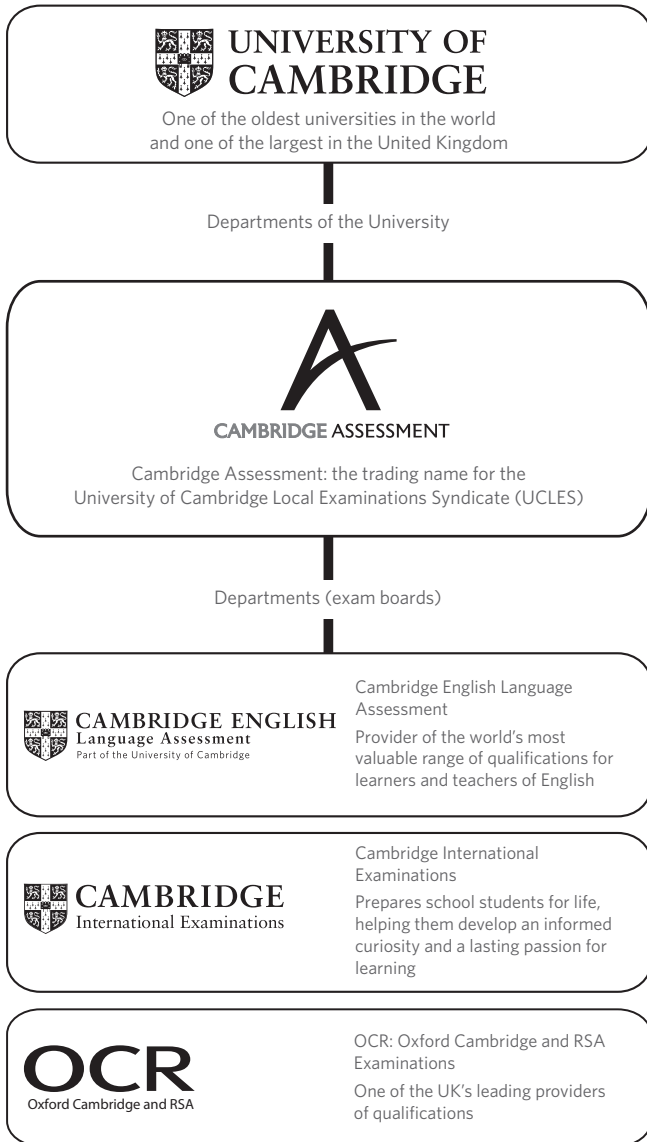 UNIVERSITY OF
CAMBRIDGE
One of the oldest universities in the world
and one of the largest in the United Kingdom
Departments of the University
CAMBRIDGE ASSESSMENT
Cambridge Assessment: the trading name for the
University of Cambridge Local Examinations Syndicate (UCLES)
Departments (exam boards)
CAMBRIDGE ENGLISH
Language Assessment
Part of the University of Cambridge
Cambridge English Language
Assessment
Provider of the world's most
valuable range of qualifications for
learners and teachers of English
CAMBRIDGE
International Examinations
Cambridge International
Examinations
Prepares school students for life,
helping them develop an informed
curiosity and a lasting passion for
learning
OCR
Oxford Cambridge and RSA
OCR: Oxford Cambridge and RSA
Examinations
One of the UK's leading providers
of qualifications